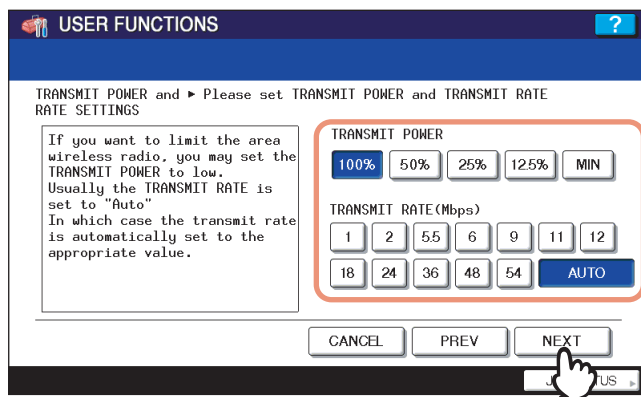 USER FUNCTIONS
?
TRANSMIT POWER and ► Please set TRANSMIT POWER and TRANSMIT RATE
RATE SETTINGS
If you want to limit the area
wireless radio, you may set the
TRANSMIT POWER to low.
Usually the TRANSMIT RATE is
set to "Auto"
In which case the transmit rate
is automatically set to the
appropriate value.
TRANSMIT POWER
100% 50% 25% 12.5% MIN
TRANSMIT RATE(Mbps)
1 2 5.5 6 9 11 12
18 24 36 48 54 AUTO
CANCEL PREV NEXT